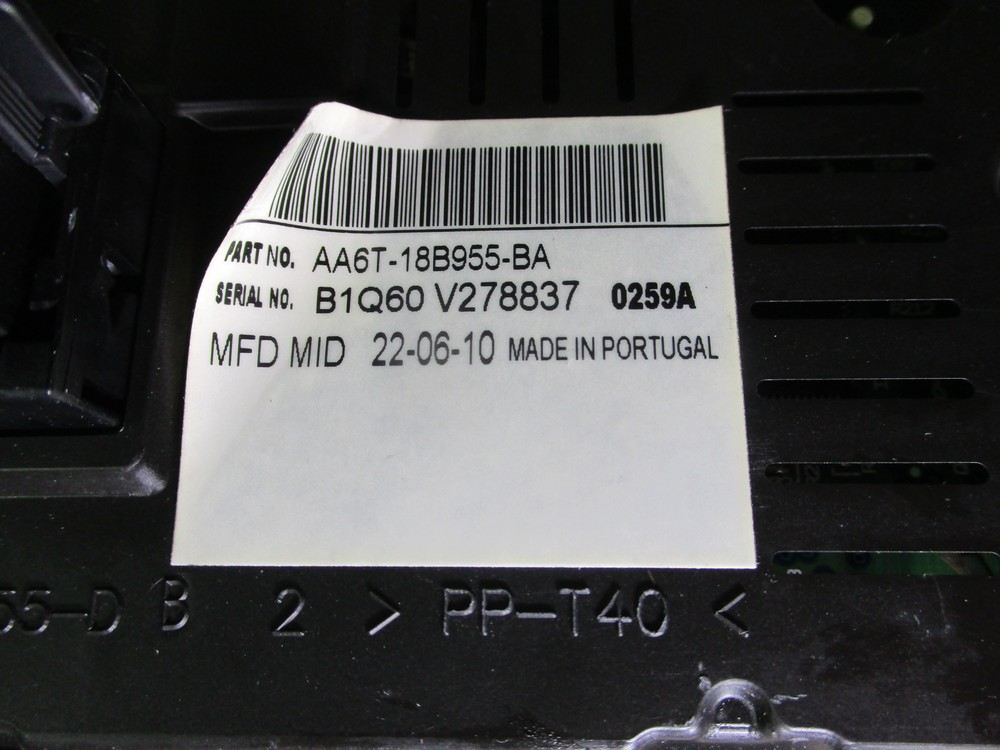 PART NO. AA6T-18B955-BA
SERIAL NO. B1Q60 V278837 0259A
MFD MID 22-06-10 MADE IN PORTUGAL
55-D B 2 > PP-T40 <